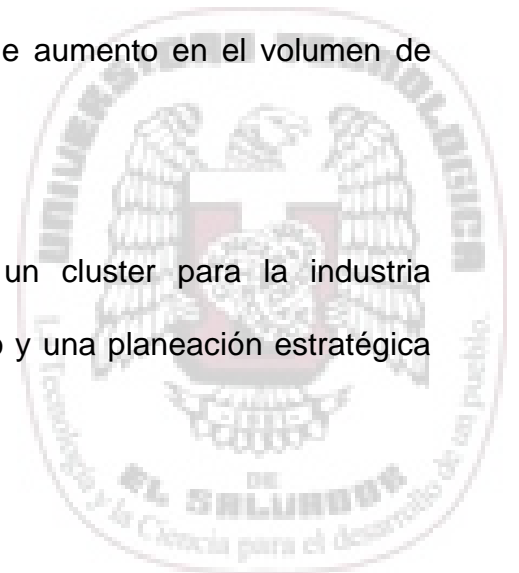 e aumento en el volumen de
un cluster para la industria
o y una planeación estratégica
UNIVERSIDAD TECNOLOGICA
DE
EL SALVADOR
La Tecnología y la Ciencia para el desarrollo de un pueblo.